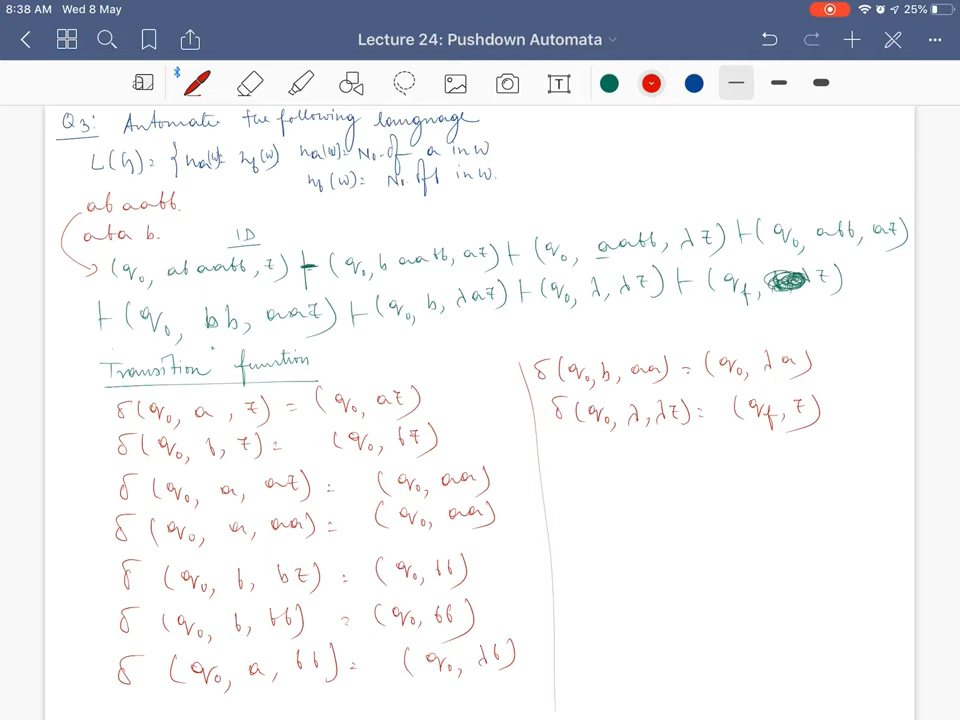 8:38 AM Wed 8 May 25%
Lecture 24: Pushdown Automata
Q3: Automate the following language
L(G) = { na(w) = nb(w) na(w) = No. of a in w
nb(w) = No. of b in w.
ab aabb.
aba b.
ID
(q0, ab aabb, z) ⊢ (q0, b aabb, az) ⊢ (q0, aabb, λz) ⊢ (q0, abb, az)
⊢ (q0, bb, aaz) ⊢ (q0, b, λaz) ⊢ (q0, λ, λz) ⊢ (qf, λz)
Transition function
δ(q0, a, z) = (q0, az)
δ(q0, b, z) = (q0, bz)
δ(q0, a, az) = (q0, aa)
δ(q0, a, aa) = (q0, aa)
δ(q0, b, bz) = (q0, bb)
δ(q0, b, bb) = (q0, bb)
δ(q0, a, bb) = (q0, λb)
δ(q0, b, aa) = (q0, λa)
δ(q0, λ, λz) = (qf, z)